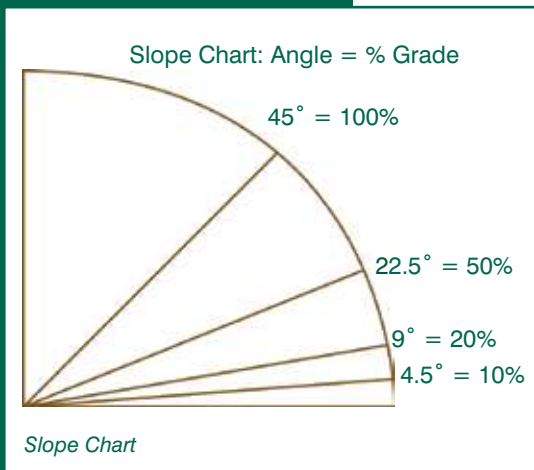 Slope Chart: Angle = % Grade
45° = 100%
22.5° = 50%
9° = 20%
4.5° = 10%
Slope Chart